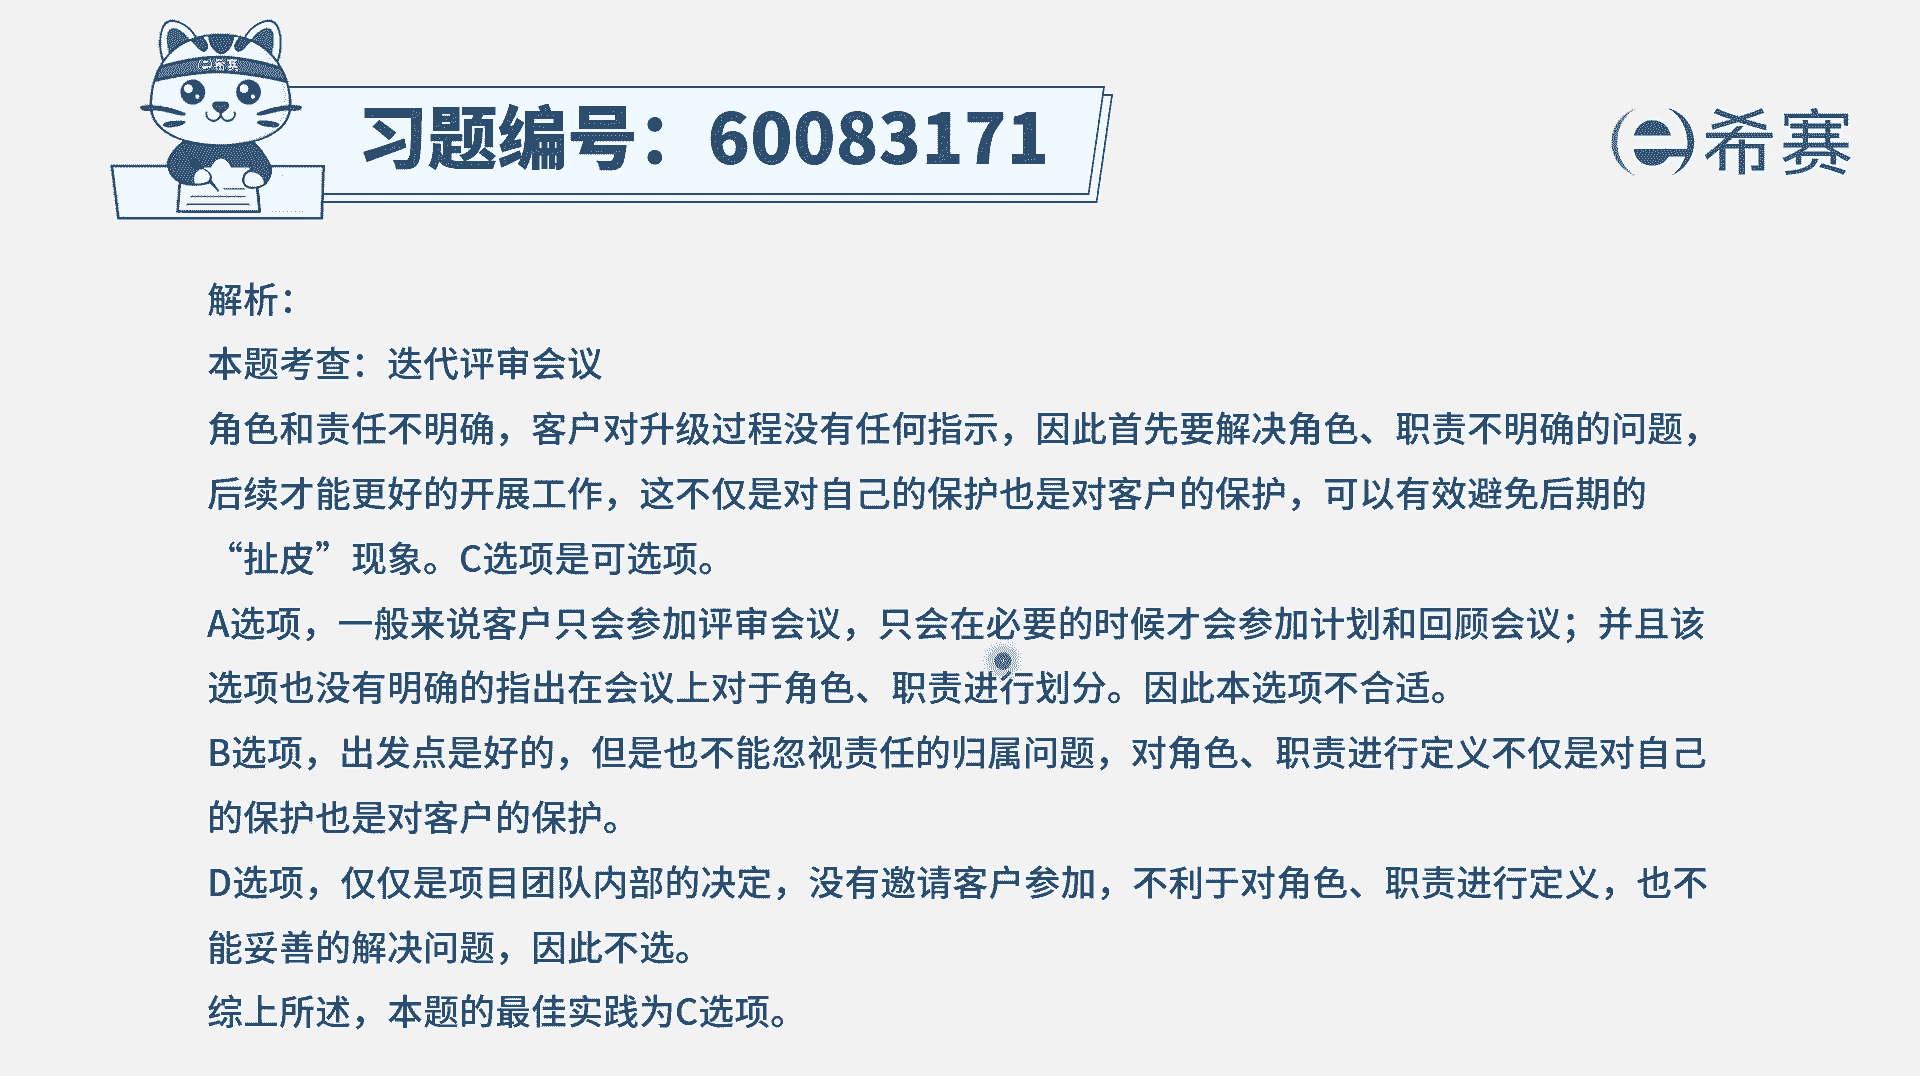 希赛
习题编号：60083171
希赛
解析：
本题考查：迭代评审会议
角色和责任不明确，客户对升级过程没有任何指示，因此首先要解决角色、职责不明确的问题，
后续才能更好的开展工作，这不仅是对自己的保护也是对客户的保护，可以有效避免后期的
“扯皮”现象。C选项是可选项。
A选项，一般来说客户只会参加评审会议，只会在必要的时候才会参加计划和回顾会议；并且该
选项也没有明确的指出在会议上对于角色、职责进行划分。因此本选项不合适。
B选项，出发点是好的，但是也不能忽视责任的归属问题，对角色、职责进行定义不仅是对自己
的保护也是对客户的保护。
D选项，仅仅是项目团队内部的决定，没有邀请客户参加，不利于对角色、职责进行定义，也不
能妥善的解决问题，因此不选。
综上所述，本题的最佳实践为C选项。